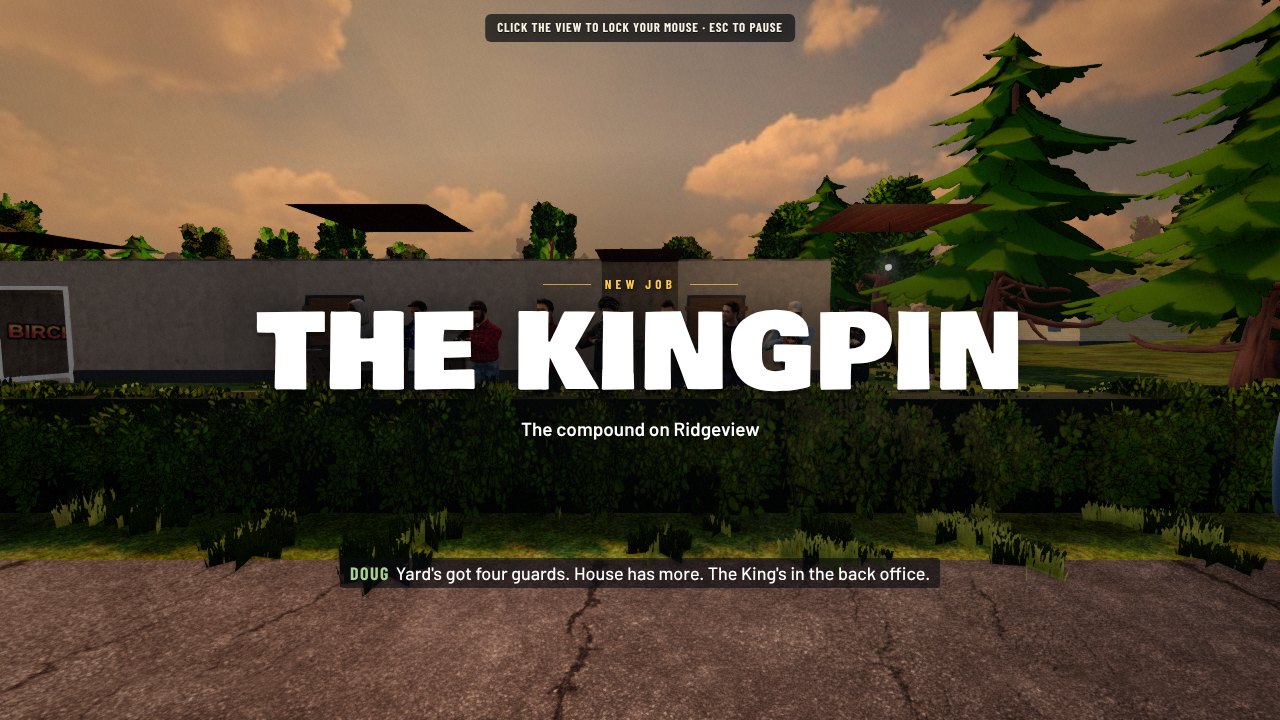 CLICK THE VIEW TO LOCK YOUR MOUSE · ESC TO PAUSE
NEW JOB
THE KINGPIN
BIRCH
The compound on Ridgeview
DOUG Yard's got four guards. House has more. The King's in the back office.